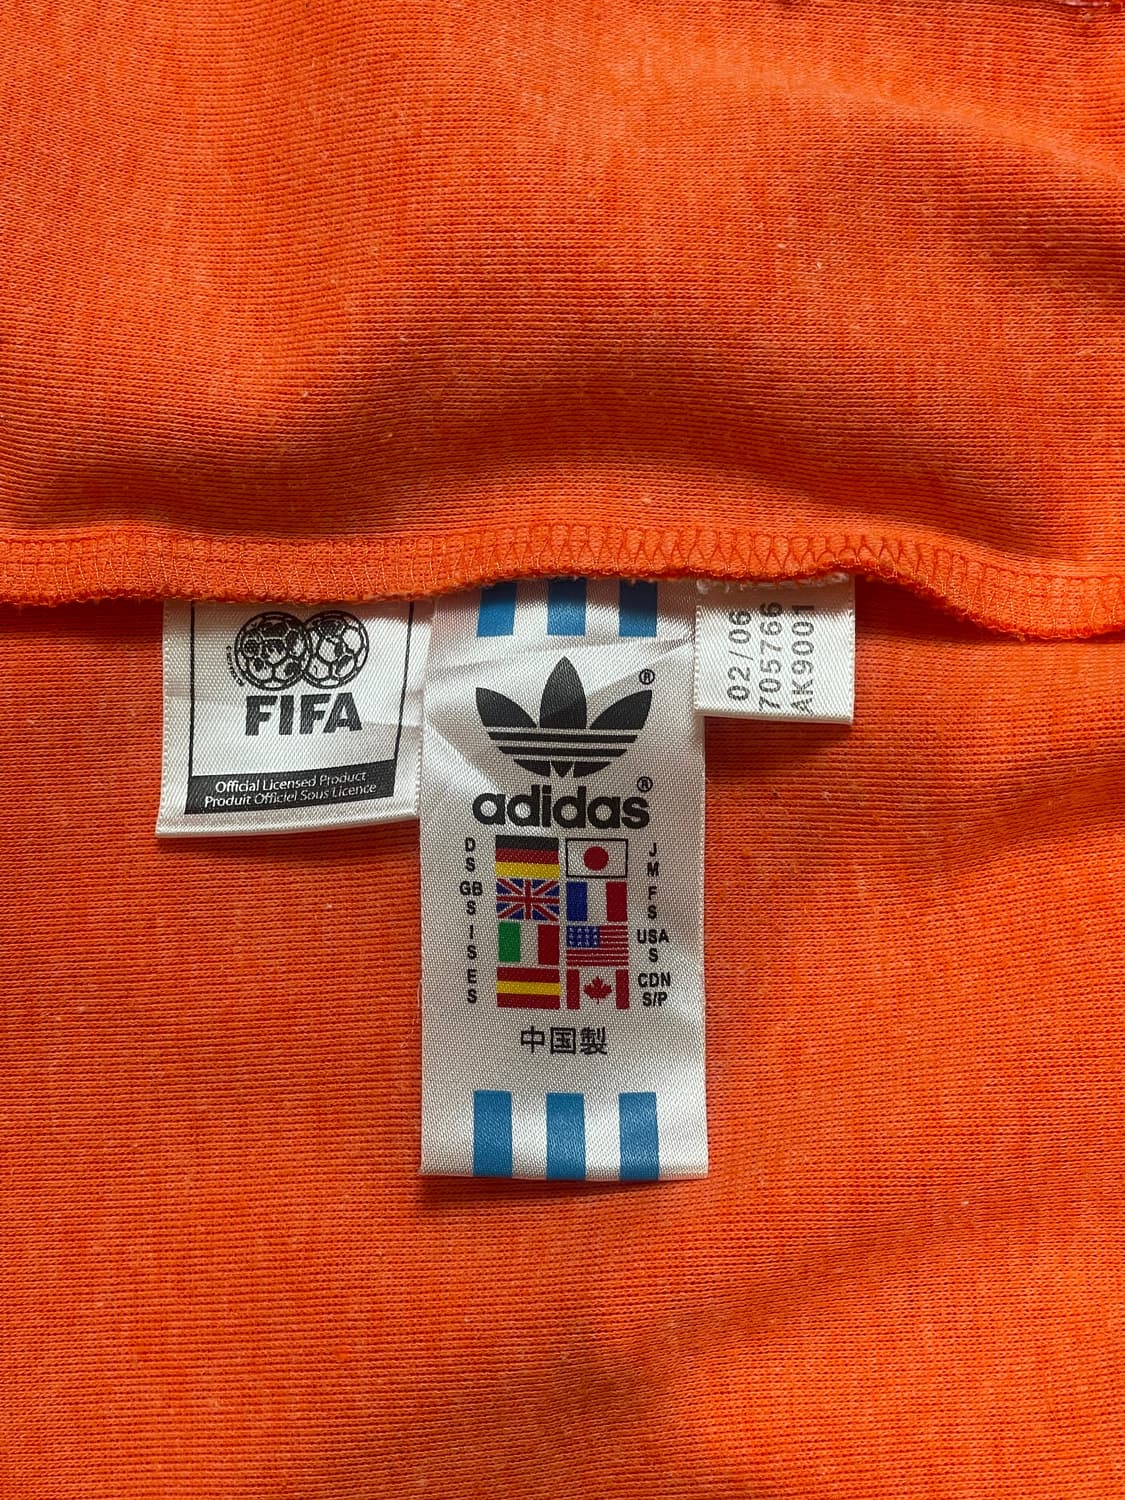 FIFA
Official Licensed Product
Produit Officiel Sous Licence
®
adidas®
D S
J M
GB S
F S
I S
USA S
E S
CDN S/P
中国製
02/06
705766
AK9001